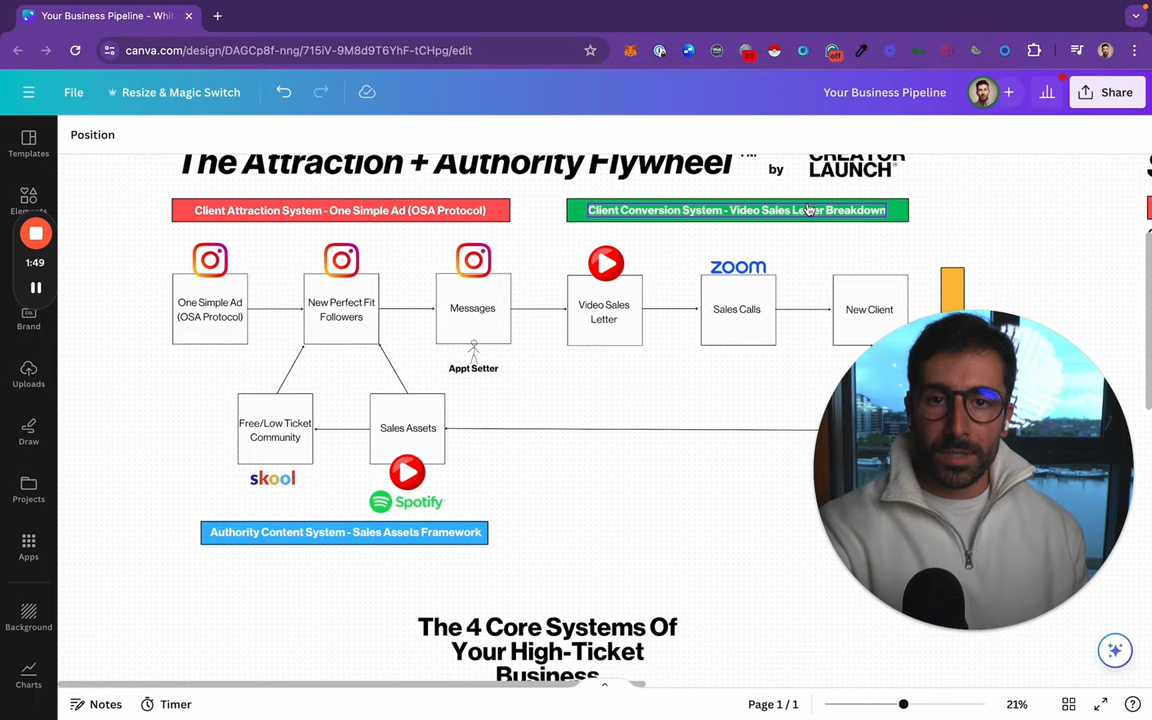 Your Business Pipeline - Whit
canva.com/design/DAGCp8f-nng/715iV-9M8d9T6YhF-tCHpg/edit
File
Resize & Magic Switch
Your Business Pipeline
Share
Position
Templates
Elements
1:49
Brand
Uploads
Draw
Projects
Apps
Background
Charts
The Attraction + Authority Flywheel ™ by CREATOR
LAUNCH™
Client Attraction System - One Simple Ad (OSA Protocol)
Client Conversion System - Video Sales Letter Breakdown
One Simple Ad
(OSA Protocol)
New Perfect Fit
Followers
Messages
Appt Setter
Video Sales
Letter
zoom
Sales Calls
New Client
Free/Low Ticket
Community
skool
Sales Assets
Spotify
Authority Content System - Sales Assets Framework
The 4 Core Systems Of
Your High-Ticket
Business
Notes
Timer
Page 1 / 1
21%